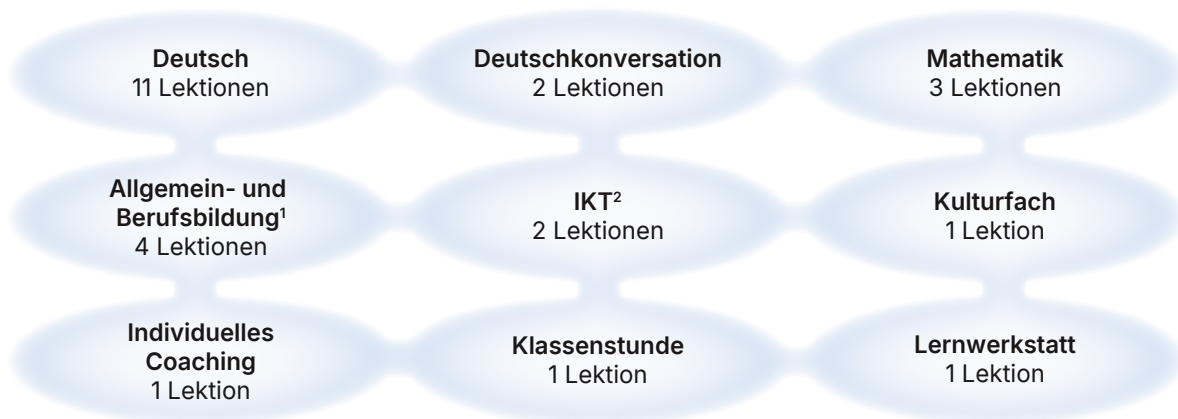 Deutsch
11 Lektionen
Deutschkonversation
2 Lektionen
Mathematik
3 Lektionen
Allgemein- und
Berufsbildung¹
4 Lektionen
IKT²
2 Lektionen
Kulturfach
1 Lektion
Individuelles
Coaching
1 Lektion
Klassenstunde
1 Lektion
Lernwerkstatt
1 Lektion